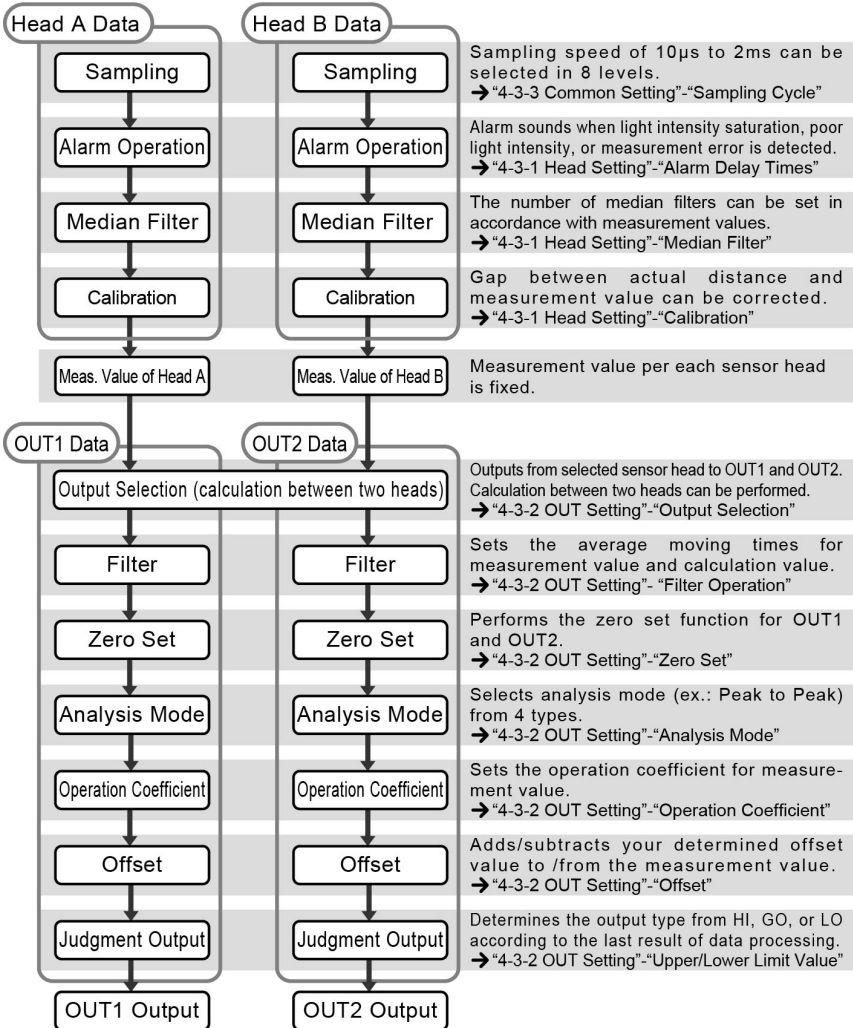 Head A Data
Head B Data
Sampling
Sampling
Sampling speed of 10μs to 2ms can be
selected in 8 levels.
➔ “4-3-3 Common Setting”-“Sampling Cycle”
Alarm Operation
Alarm Operation
Alarm sounds when light intensity saturation, poor
light intensity, or measurement error is detected.
➔ “4-3-1 Head Setting”-“Alarm Delay Times”
Median Filter
Median Filter
The number of median filters can be set in
accordance with measurement values.
➔ “4-3-1 Head Setting”-“Median Filter”
Calibration
Calibration
Gap between actual distance and
measurement value can be corrected.
➔ “4-3-1 Head Setting”-“Calibration”
Meas. Value of Head A
Meas. Value of Head B
Measurement value per each sensor head
is fixed.
OUT1 Data
OUT2 Data
Output Selection (calculation between two heads)
Outputs from selected sensor head to OUT1 and OUT2.
Calculation between two heads can be performed.
➔ “4-3-2 OUT Setting”-“Output Selection”
Filter
Filter
Sets the average moving times for
measurement value and calculation value.
➔ “4-3-2 OUT Setting”- “Filter Operation”
Zero Set
Zero Set
Performs the zero set function for OUT1
and OUT2.
➔ “4-3-2 OUT Setting”-“Zero Set”
Analysis Mode
Analysis Mode
Selects analysis mode (ex.: Peak to Peak)
from 4 types.
➔ “4-3-2 OUT Setting”-“Analysis Mode”
Operation Coefficient
Operation Coefficient
Sets the operation coefficient for measure-
ment value.
➔ “4-3-2 OUT Setting”-“Operation Coefficient”
Offset
Offset
Adds/subtracts your determined offset
value to /from the measurement value.
➔ “4-3-2 OUT Setting”-“Offset”
Judgment Output
Judgment Output
Determines the output type from HI, GO, or LO
according to the last result of data processing.
➔ “4-3-2 OUT Setting”-“Upper/Lower Limit Value”
OUT1 Output
OUT2 Output